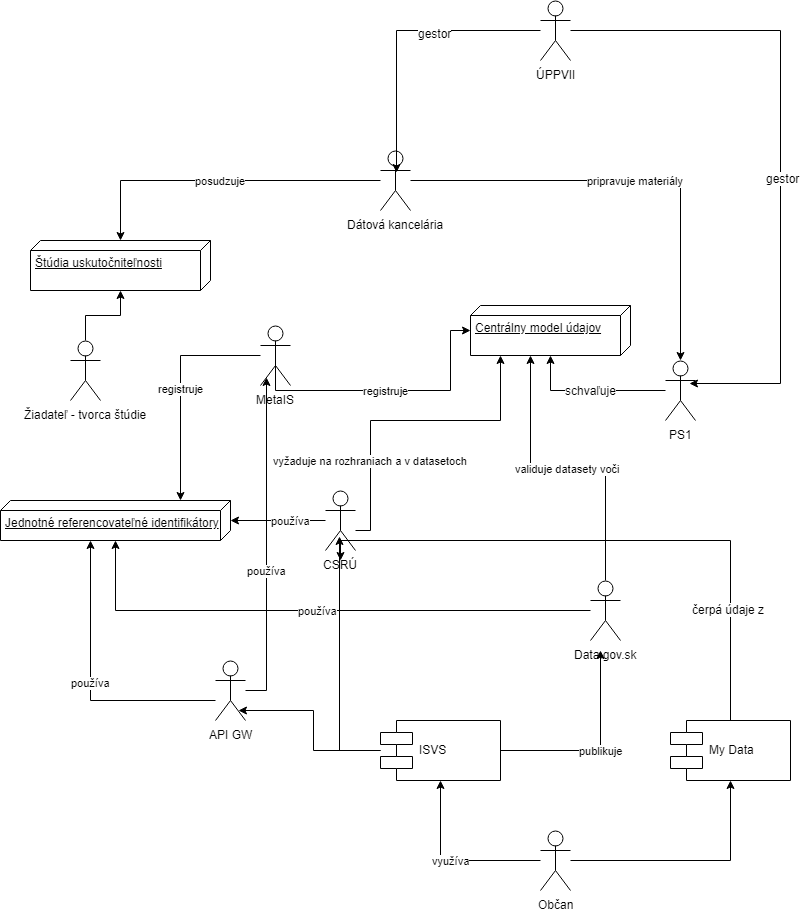 gestor
ÚPPVII
posudzuje
pripravuje materiály
gestor
Dátová kancelária
Štúdia uskutočniteľnosti
Centrálny model údajov
registruje
MetaIS
registruje
schvaľuje
Žiadateľ - tvorca štúdie
PS1
vyžaduje na rozhraniach a v datasetoch
validuje datasety voči
Jednotné referencovateľné identifikátory
používa
CSRÚ
používa
používa
čerpá údaje z
Data.gov.sk
používa
API GW
ISVS
publikuje
My Data
využíva
Občan